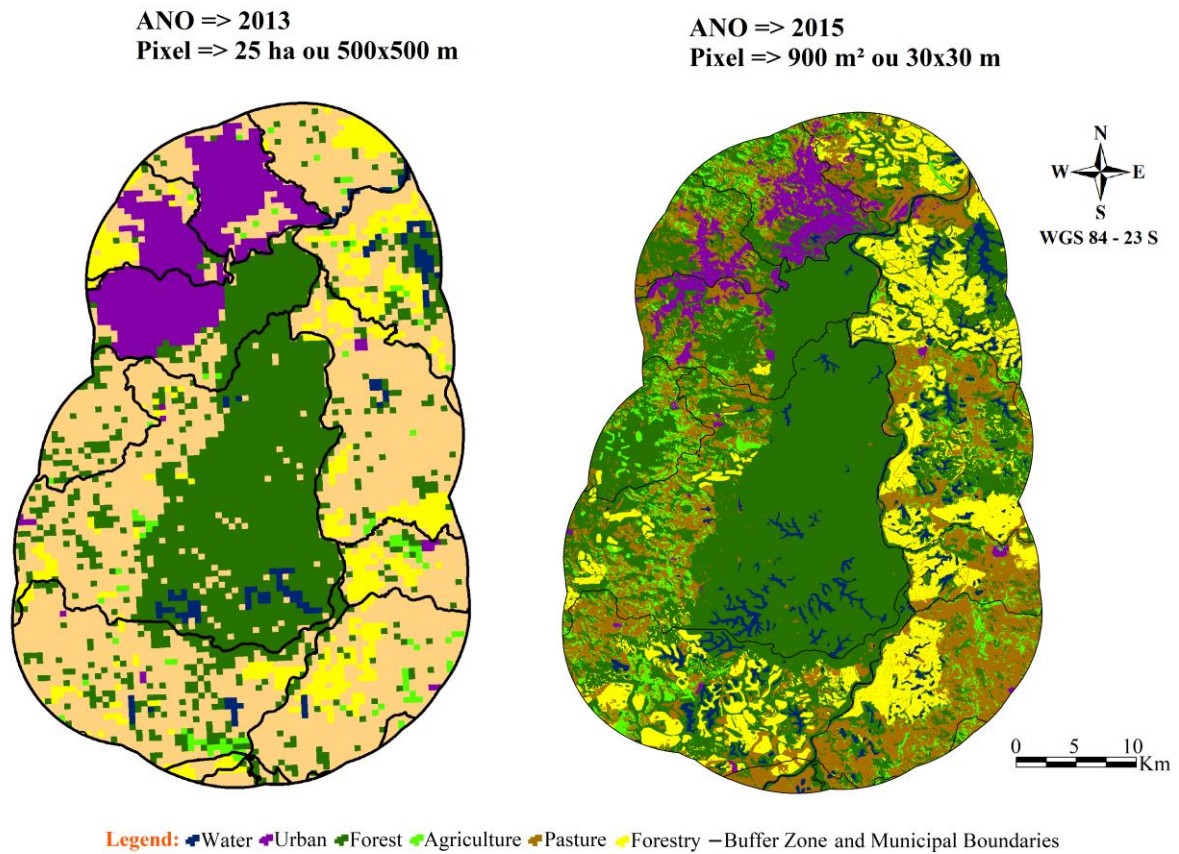 ANO => 2013
Pixel => 25 ha ou 500x500 m
ANO => 2015
Pixel => 900 m² ou 30x30 m
N
W E
S
WGS 84 - 23 S
0 5 10
Km
Legend: Water Urban Forest Agriculture Pasture Forestry Buffer Zone and Municipal Boundaries